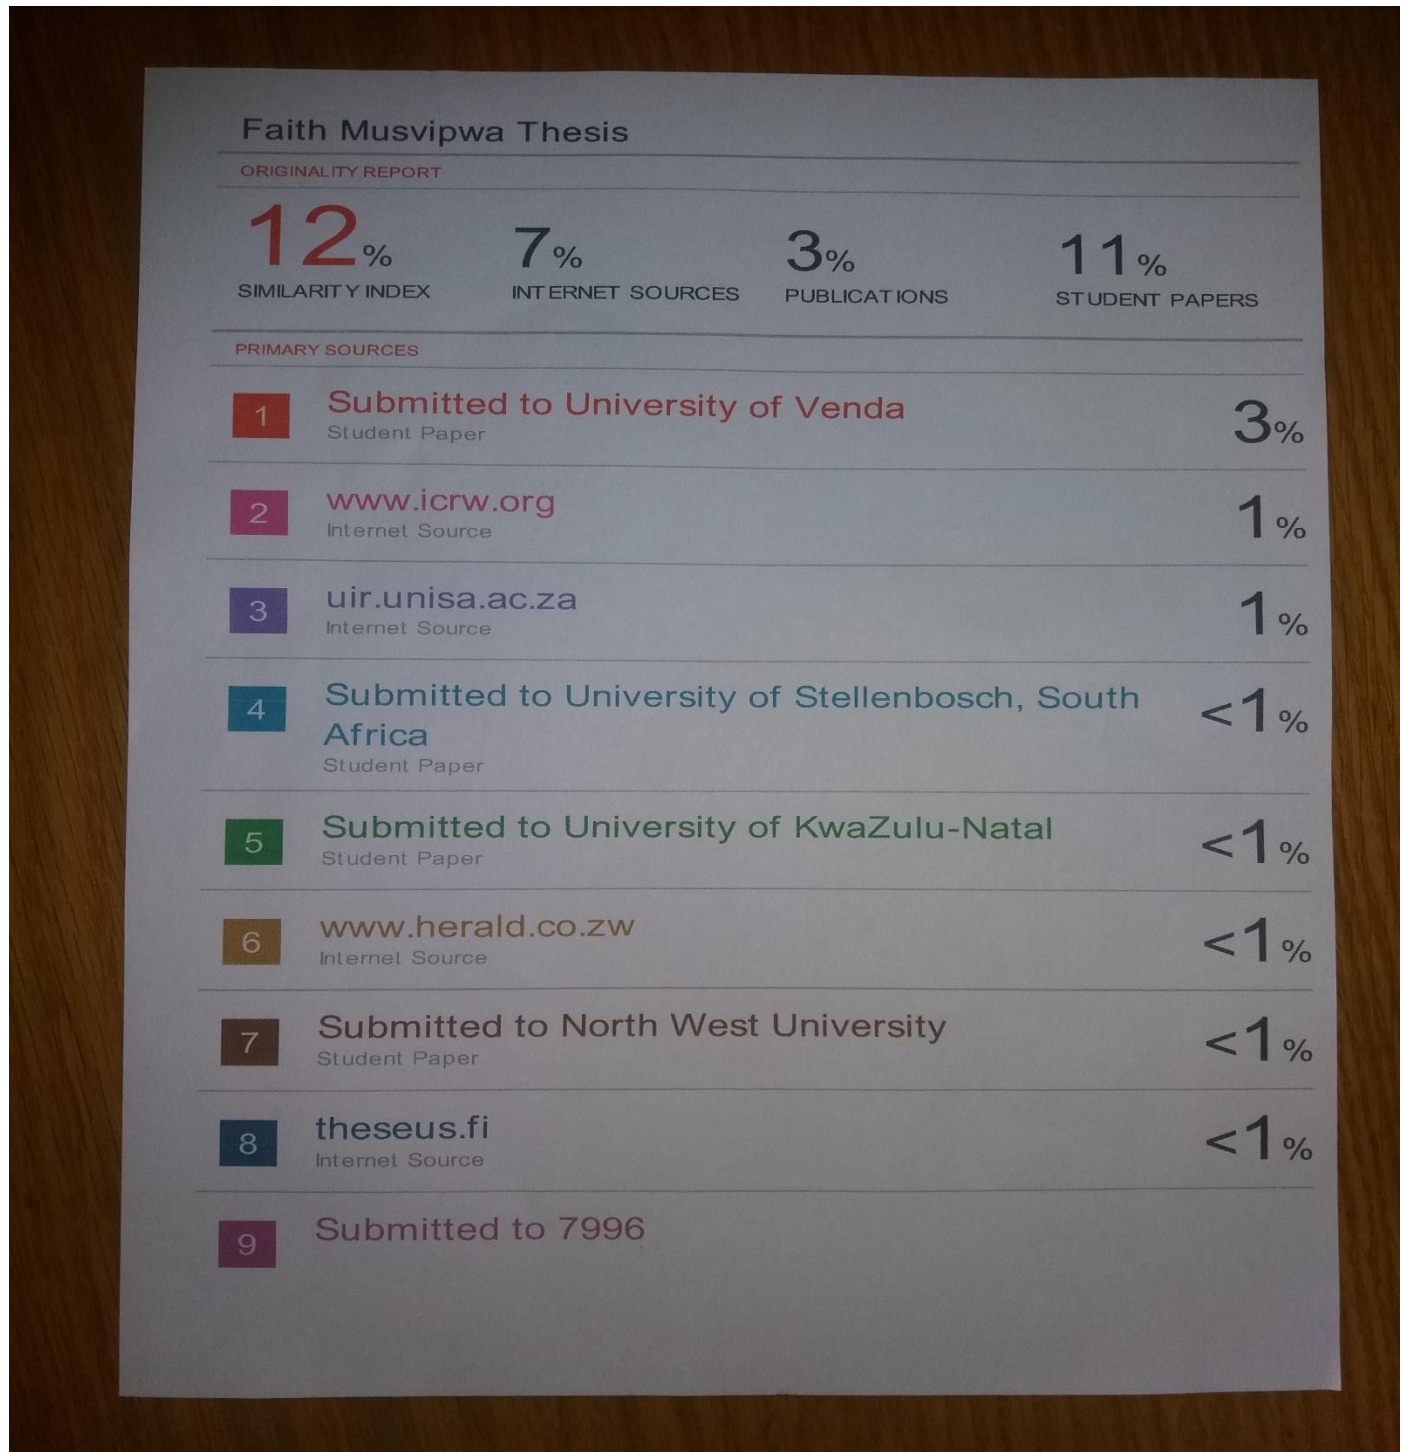 Faith Musvipwa Thesis
ORIGINALITY REPORT
12% 7% 3% 11%
SIMILARITY INDEX INTERNET SOURCES PUBLICATIONS STUDENT PAPERS
PRIMARY SOURCES
1 Submitted to University of Venda 3%
Student Paper
2 www.icrw.org 1%
Internet Source
3 uir.unisa.ac.za 1%
Internet Source
4 Submitted to University of Stellenbosch, South <1%
Africa
Student Paper
5 Submitted to University of KwaZulu-Natal <1%
Student Paper
6 www.herald.co.zw <1%
Internet Source
7 Submitted to North West University <1%
Student Paper
8 theseus.fi <1%
Internet Source
9 Submitted to 7996